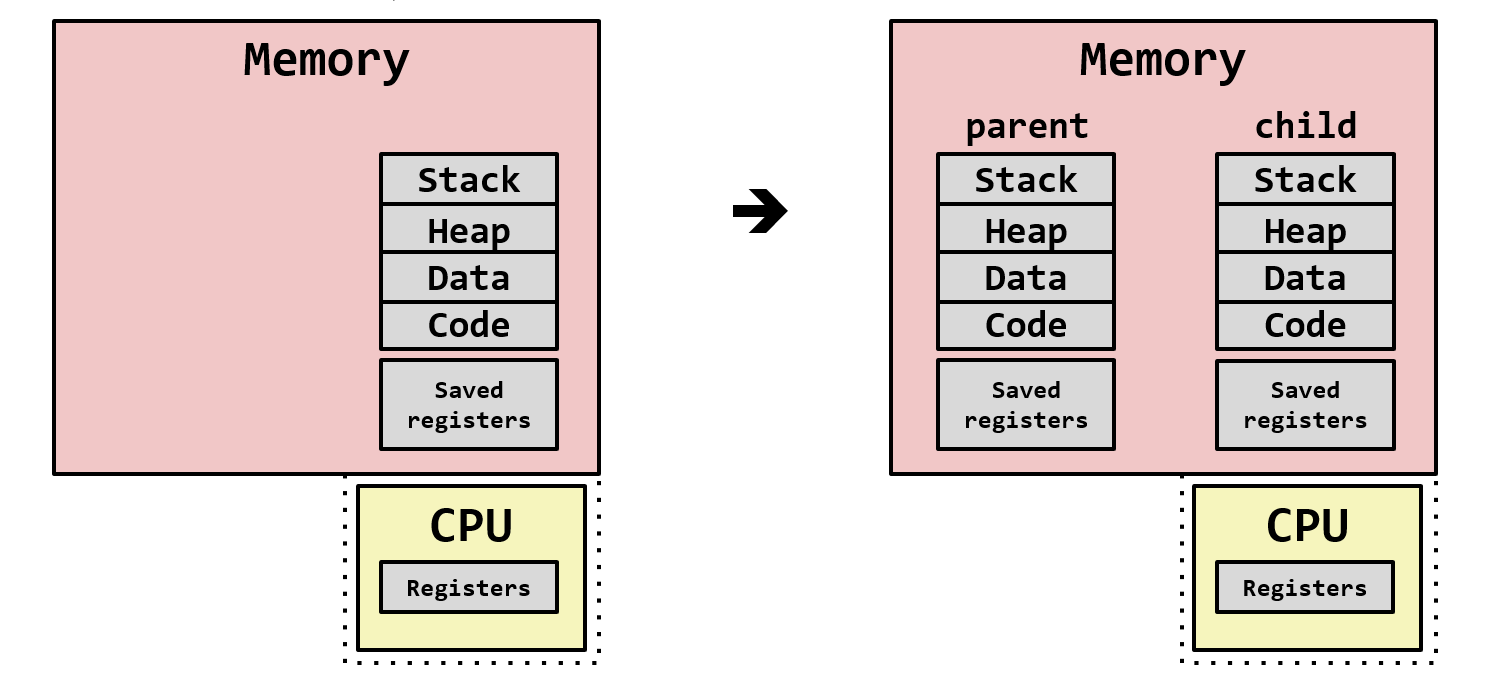 Memory
Stack
Heap
Data
Code
Saved
registers
CPU
Registers
Memory
parent
Stack
Heap
Data
Code
Saved
registers
child
Stack
Heap
Data
Code
Saved
registers
CPU
Registers